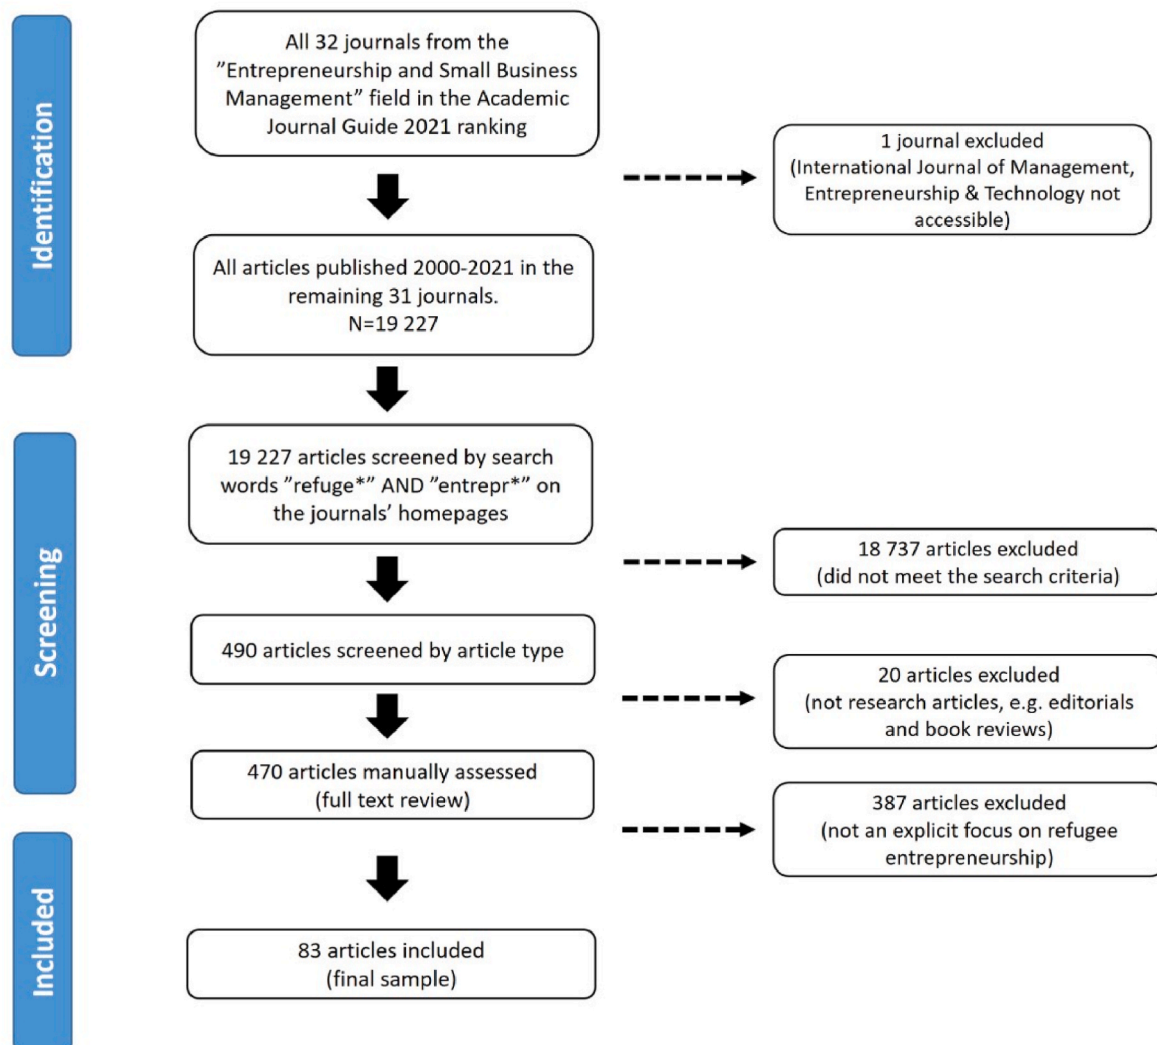 Identification
All 32 journals from the
”Entrepreneurship and Small Business
Management” field in the Academic
Journal Guide 2021 ranking
1 journal excluded
(International Journal of Management,
Entrepreneurship & Technology not
accessible)
All articles published 2000-2021 in the
remaining 31 journals.
N=19 227
Screening
19 227 articles screened by search
words ”refuge*” AND ”entrepr*” on
the journals’ homepages
18 737 articles excluded
(did not meet the search criteria)
490 articles screened by article type
20 articles excluded
(not research articles, e.g. editorials
and book reviews)
470 articles manually assessed
(full text review)
387 articles excluded
(not an explicit focus on refugee
entrepreneurship)
Included
83 articles included
(final sample)